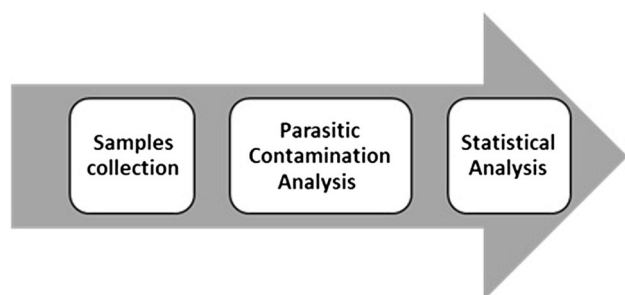 Samples
collection
Parasitic
Contamination
Analysis
Statistical
Analysis